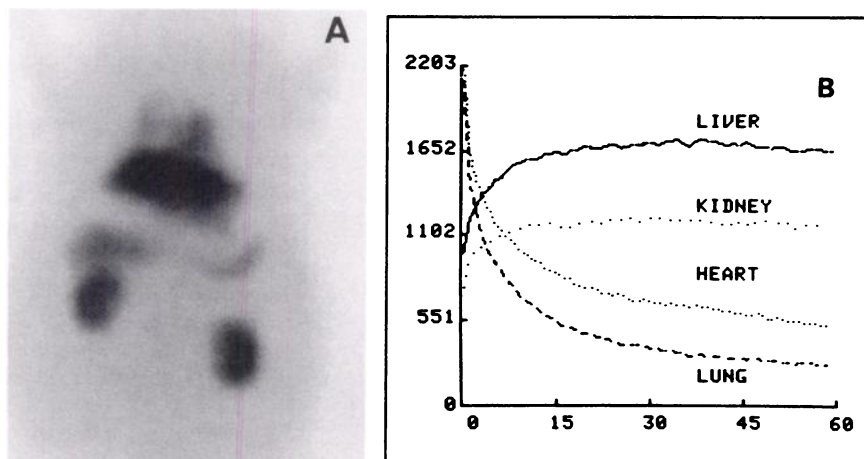 A
B
2203
LIVER
1652
KIDNEY
1102
HEART
551
LUNG
0
0 15 30 45 60